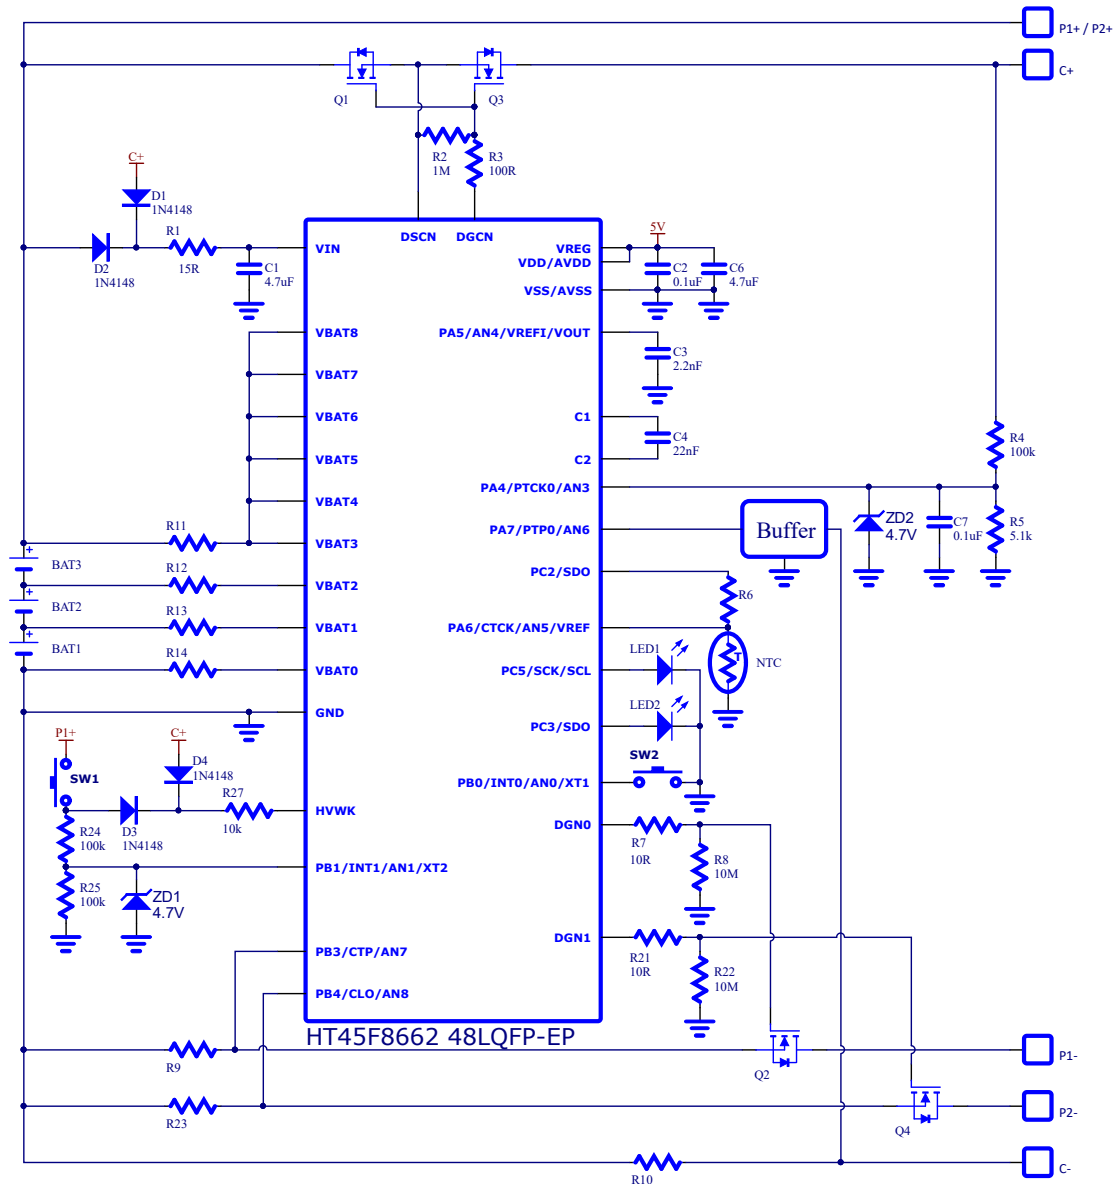 P1+ / P2+
C+
Q1
Q3
R2
1M
R3
100R
C+
D1
1N4148
D2
1N4148
R1
15R
C1
4.7uF
DSCN
DGCN
VIN
VREG
VDD/AVDD
VSS/AVSS
5V
C2
0.1uF
C6
4.7uF
VBAT8
PA5/AN4/VREFI/VOUT
C3
2.2nF
VBAT7
VBAT6
C1
C4
22nF
VBAT5
C2
R4
100k
VBAT4
PA4/PTCK0/AN3
R11
VBAT3
PA7/PTP0/AN6
Buffer
ZD2
4.7V
C7
0.1uF
R5
5.1k
+
BAT3
R12
VBAT2
PC2/SDO
R6
+
BAT2
R13
VBAT1
PA6/CTCK/AN5/VREF
+
BAT1
R14
VBAT0
PC5/SCK/SCL
LED1
T
NTC
GND
PC3/SDO
LED2
P1+
SW1
C+
D4
1N4148
D3
1N4148
R27
10k
HVWK
PB0/INT0/AN0/XT1
SW2
R24
100k
DGN0
R7
10R
R8
10M
PB1/INT1/AN1/XT2
R25
100k
ZD1
4.7V
DGN1
R21
10R
R22
10M
PB3/CTP/AN7
PB4/CLO/AN8
HT45F8662 48LQFP-EP
R9
Q2
P1-
R23
Q4
P2-
R10
C-